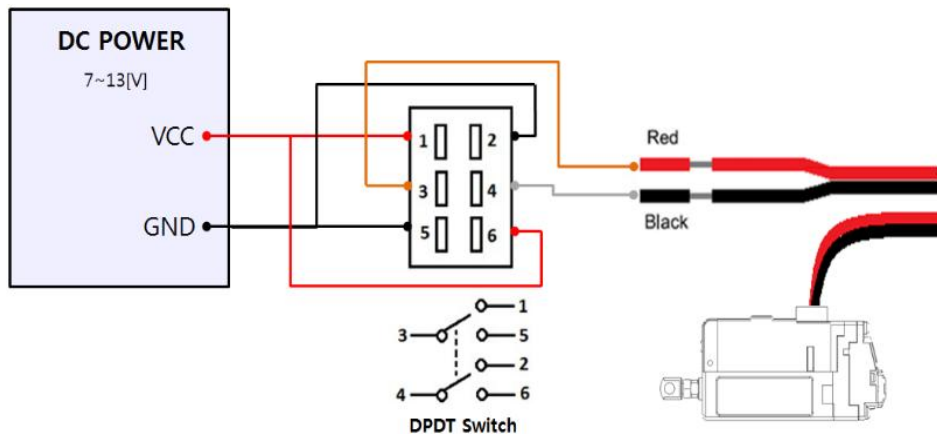 DC POWER
7~13[V]
VCC
GND
1
2
3
4
5
6
Red
Black
1
3
5
2
4
6
DPDT Switch